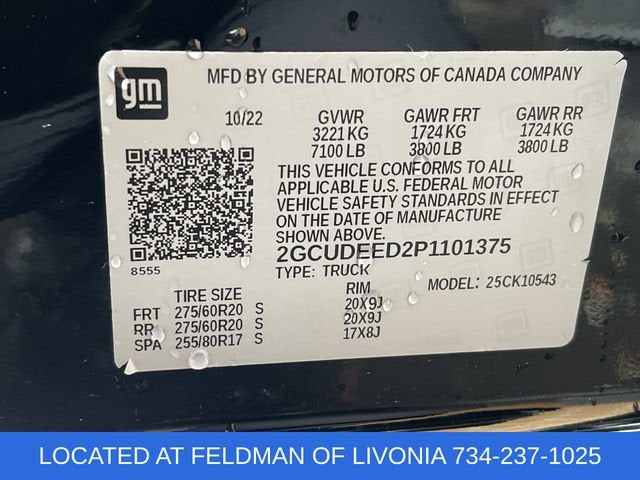 gm
MFD BY GENERAL MOTORS OF CANADA COMPANY
10/22 GVWR GAWR FRT GAWR RR
3221 KG 1724 KG 1724 KG
7100 LB 3800 LB 3800 LB
THIS VEHICLE CONFORMS TO ALL
APPLICABLE U.S. FEDERAL MOTOR
VEHICLE SAFETY STANDARDS IN EFFECT
ON THE DATE OF MANUFACTURE
SHOWN ABOVE.
2GCUDEED2P1101375
8555
TYPE: TRUCK MODEL: 25CK10543
TIRE SIZE RIM
FRT 275/60R20 S 20X9J
RR 275/60R20 S 20X9J
SPA 255/80R17 S 17X8J
LOCATED AT FELDMAN OF LIVONIA 734-237-1025